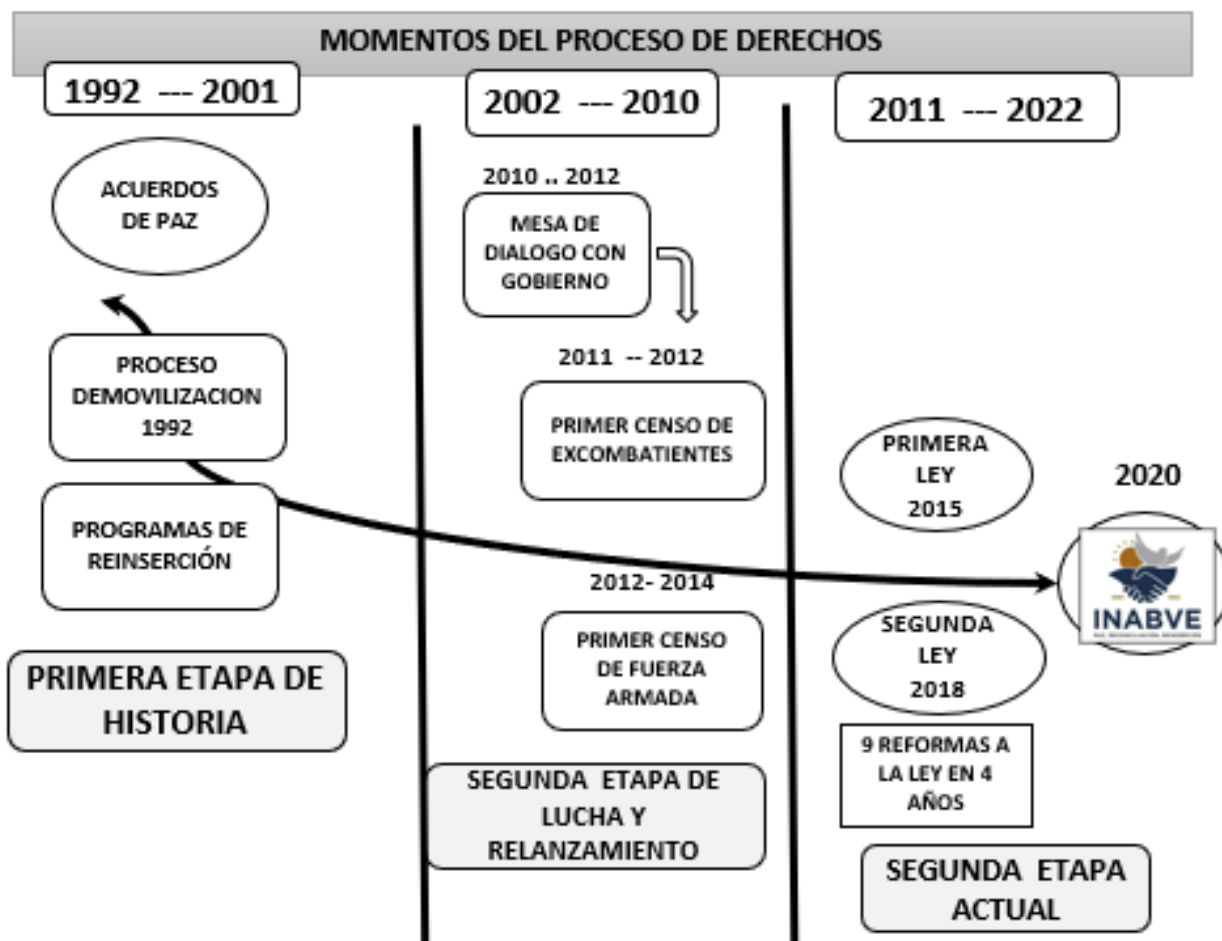 MOMENTOS DEL PROCESO DE DERECHOS
1992 --- 2001
ACUERDOS
DE PAZ
PROCESO
DEMOVILIZACION
1992
PROGRAMAS DE
REINSERCIÓN
PRIMERA ETAPA DE
HISTORIA
2002 --- 2010
2010 .. 2012
MESA DE
DIALOGO CON
GOBIERNO
2011 -- 2012
PRIMER CENSO DE
EXCOMBATIENTES
2012- 2014
PRIMER CENSO
DE FUERZA
ARMADA
SEGUNDA ETAPA DE
LUCHA Y
RELANZAMIENTO
2011 --- 2022
PRIMERA
LEY
2015
2020
INABVE
SEGUNDA
LEY
2018
9 REFORMAS A
LA LEY EN 4
AÑOS
SEGUNDA ETAPA
ACTUAL